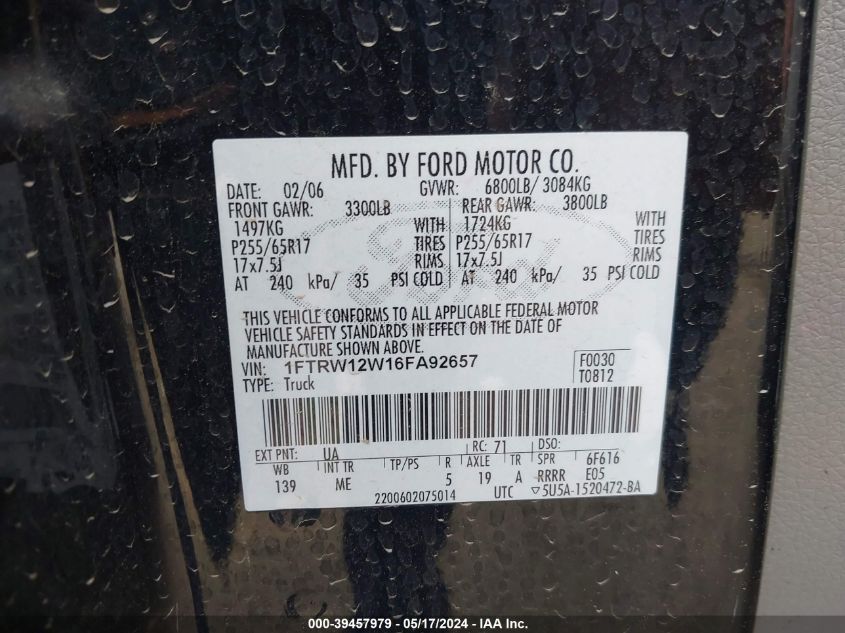 MFD. BY FORD MOTOR CO.
DATE: 02/06 GVWR: 6800LB/ 3084KG
FRONT GAWR: 3300LB REAR GAWR: 3800LB
1497KG WITH 1724KG WITH
P255/65R17 TIRES P255/65R17 TIRES
17x7.5J RIMS 17x7.5J RIMS
AT 240 kPa/ 35 PSI COLD AT 240 kPa/ 35 PSI COLD
THIS VEHICLE CONFORMS TO ALL APPLICABLE FEDERAL MOTOR
VEHICLE SAFETY STANDARDS IN EFFECT ON THE DATE OF
MANUFACTURE SHOWN ABOVE.
VIN: 1FTRW12W16FA92657 F0030
TYPE: Truck T0812
EXT PNT: UA RC: 71 DSO:
WB INT TR TP/PS R AXLE TR SPR 6F616
139 ME 5 19 A RRRR E05
2200602075014 UTC ▽5U5A-1520472-BA
000-39457979 - 05/17/2024 - IAA Inc.